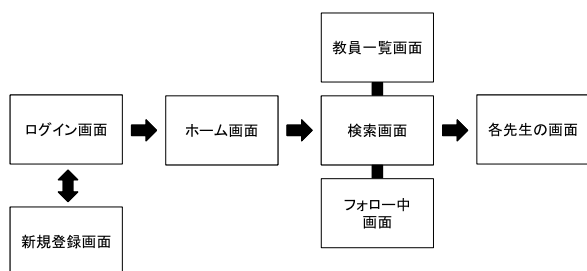 教員一覧画面
ログイン画面
ホーム画面
検索画面
各先生の画面
新規登録画面
フォロー中
画面